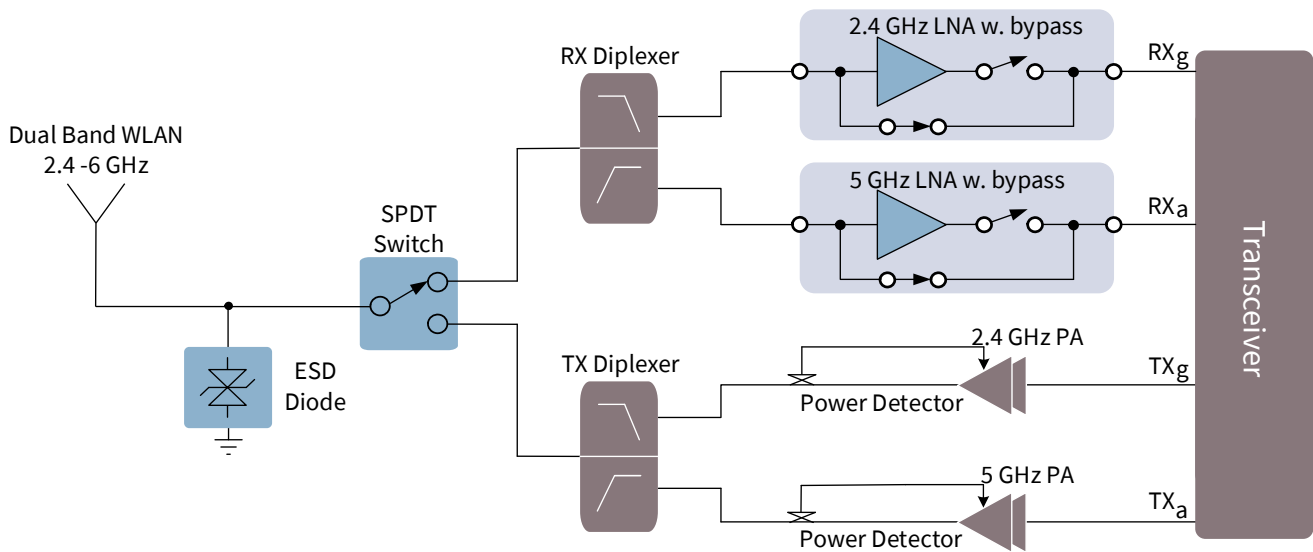 2.4 GHz LNA w. bypass
RX Diplexer
RXg
Dual Band WLAN
2.4 -6 GHz
5 GHz LNA w. bypass
SPDT
Switch
RXa
Transceiver
2.4 GHz PA
TX Diplexer
TXg
ESD
Diode
Power Detector
5 GHz PA
TXa
Power Detector